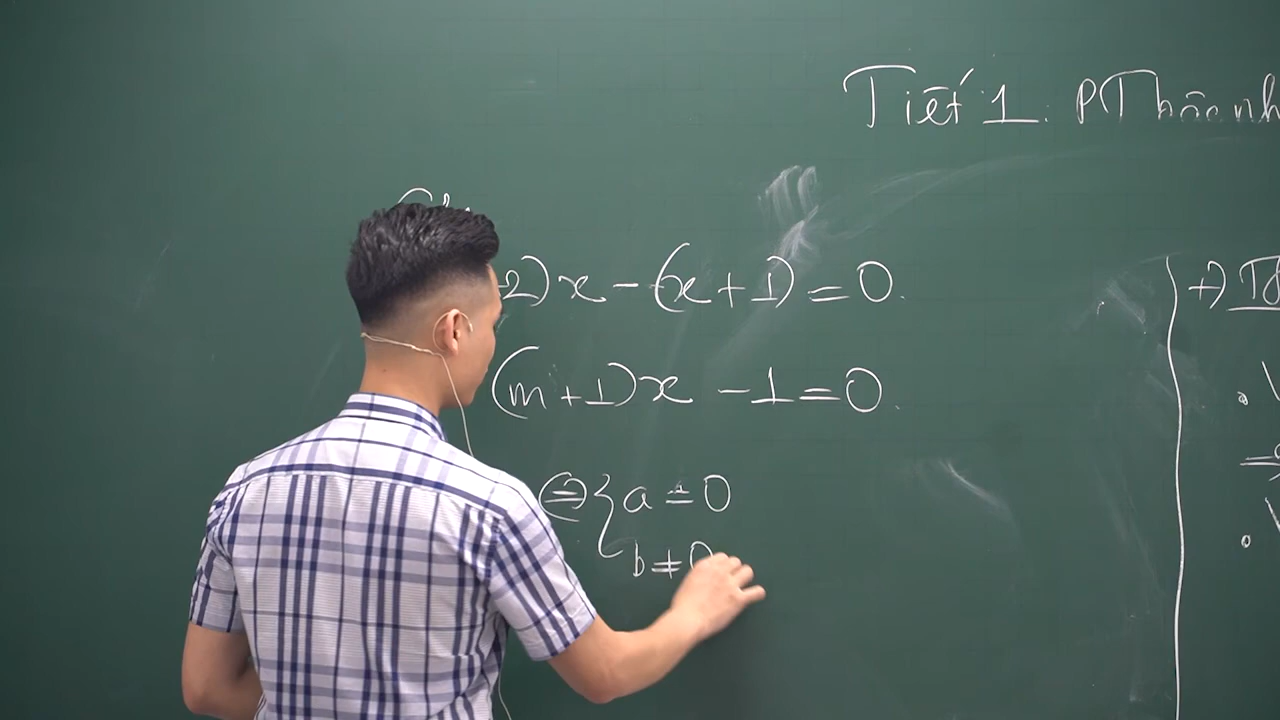 Tiết 1: PT bậc nh
2)x - (x + 1) = 0.
(m + 1)x - 1 = 0.
⇔ { a = 0
b ≠ 0
+)